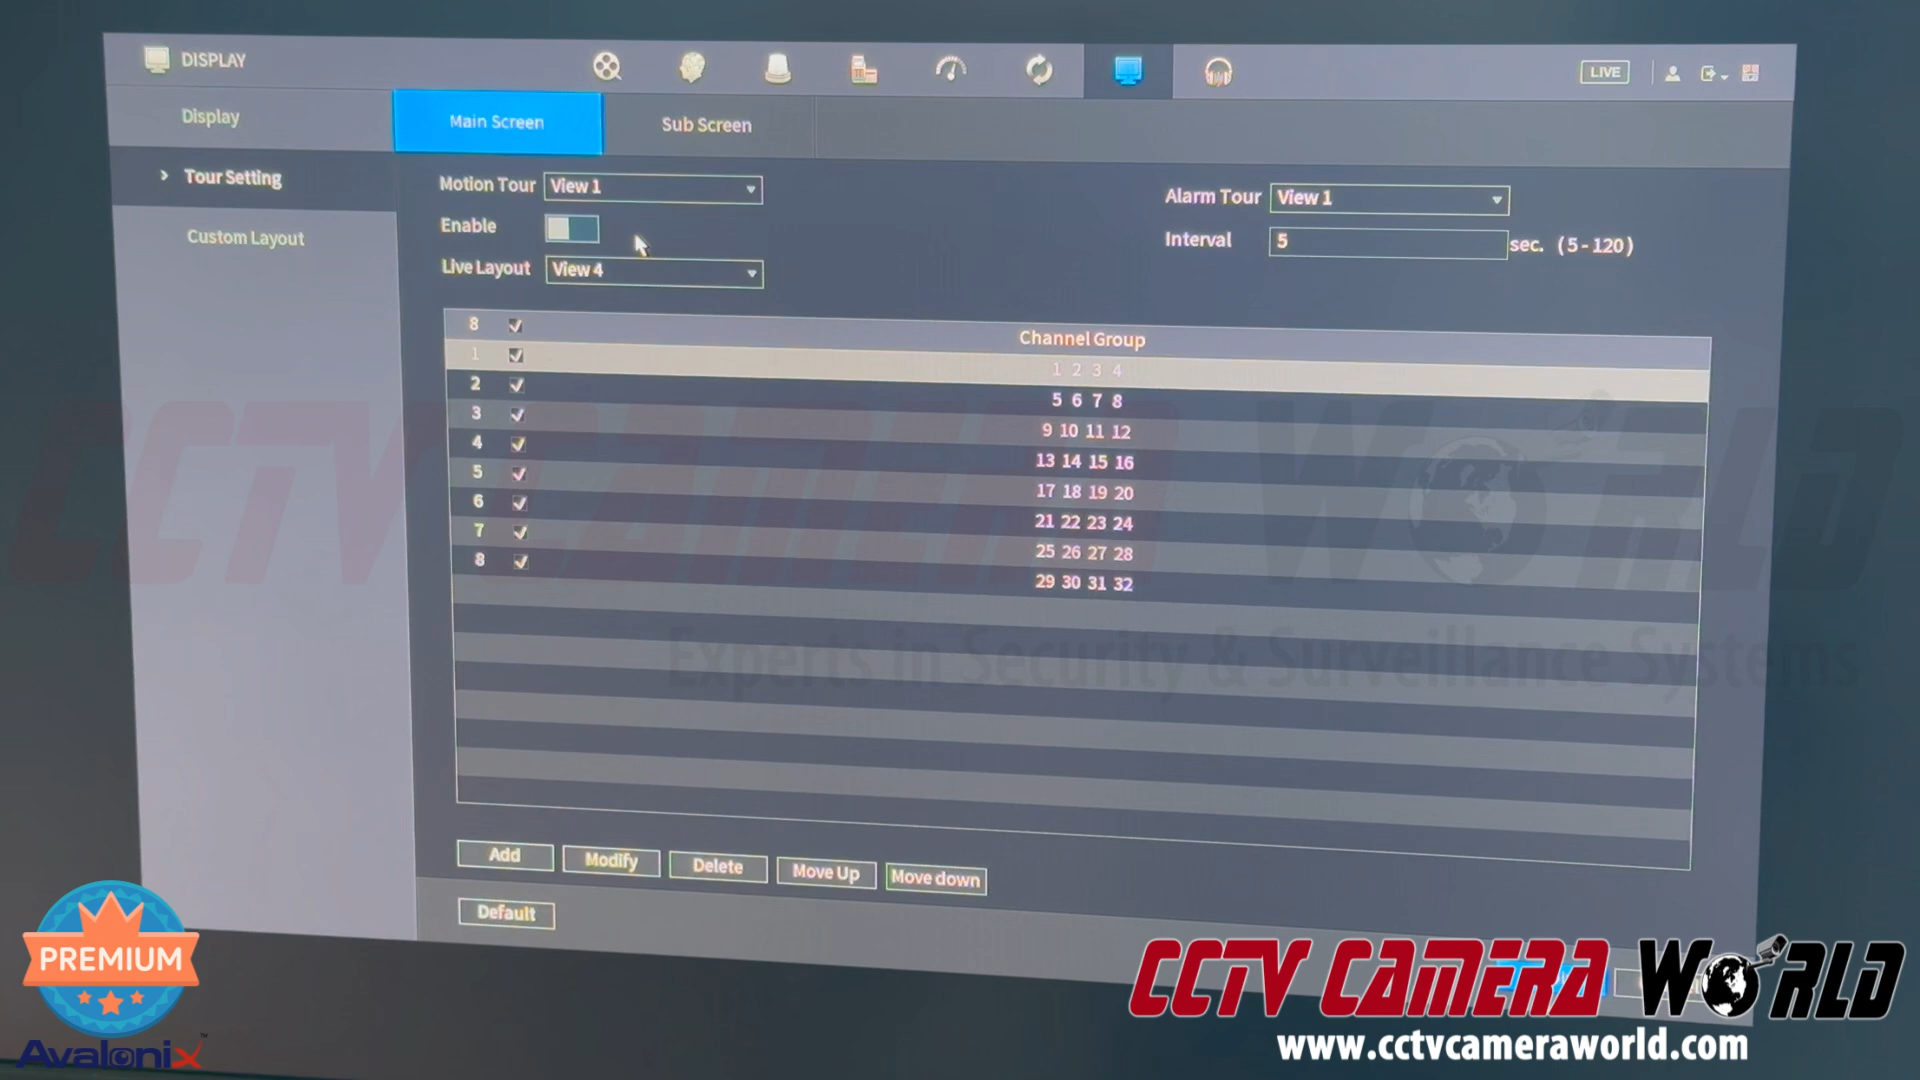 DISPLAY
LIVE
Display
Main Screen
Sub Screen
Tour Setting
Custom Layout
Motion Tour View 1
Alarm Tour View 1
Enable
Interval 5 sec. (5-120)
Live Layout View 4
8 Channel Group
1 1 2 3 4
2 5 6 7 8
3 9 10 11 12
4 13 14 15 16
5 17 18 19 20
6 21 22 23 24
7 25 26 27 28
8 29 30 31 32
CCTV CAMERA WORLD
Experts in Security & Surveillance Systems
Add Modify Delete Move Up Move down
Default
PREMIUM
Avalonix™
CCTV CAMERA WORLD
www.cctvcameraworld.com